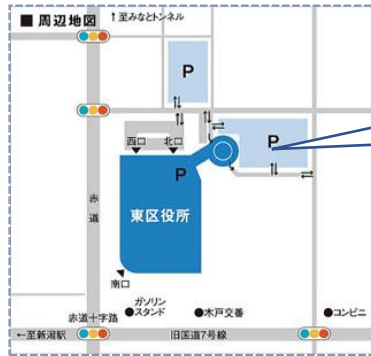 ■ 周辺地図
↑至みなとトンネル
P
西口
北口
P
P
赤道
東区役所
南口
ガソリン
スタンド
赤道十字路
木戸交番
コンビニ
←至新潟駅
旧国道7号線